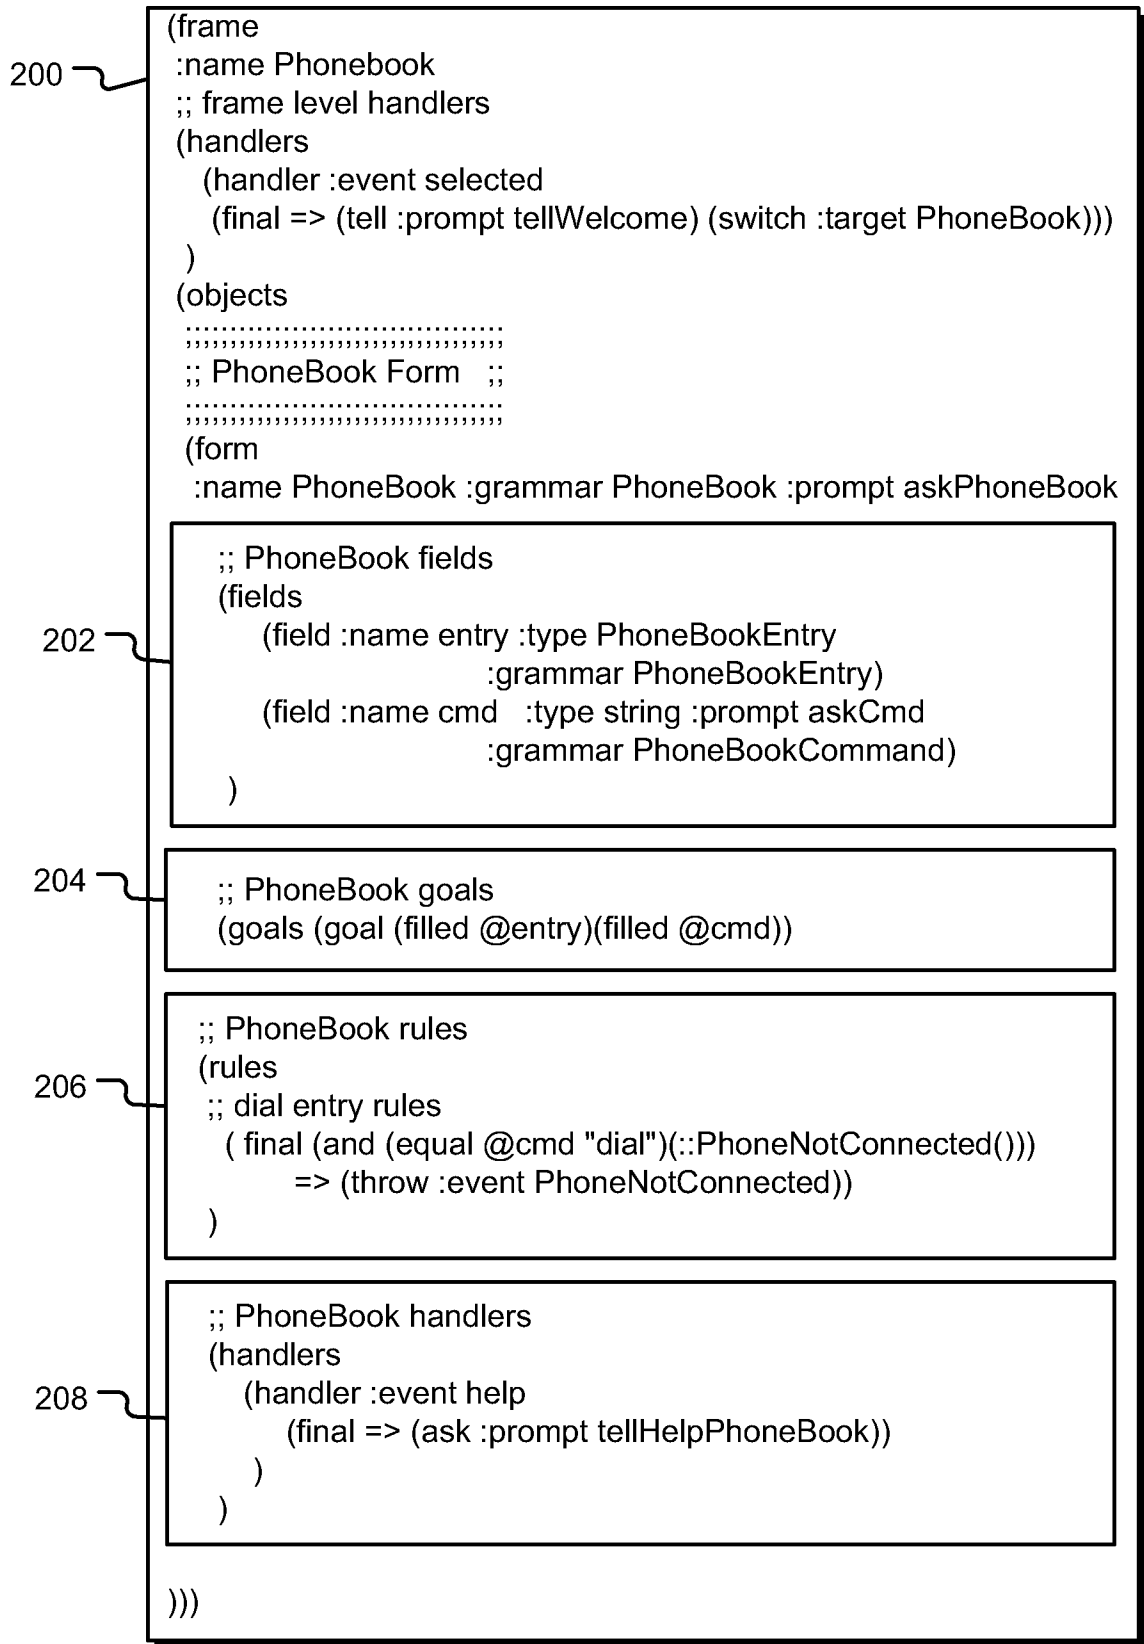 (frame
200
:name Phonebook
;; frame level handlers
(handlers
(handler :event selected
(final => (tell :prompt tellWelcome) (switch :target PhoneBook)))
)
(objects
;;;;;;;;;;;;;;;;;;;;;;;;;;;;;;;;;;;;
;; PhoneBook Form ;;
;;;;;;;;;;;;;;;;;;;;;;;;;;;;;;;;;;;;
(form
:name PhoneBook :grammar PhoneBook :prompt askPhoneBook
;; PhoneBook fields
(fields
202
(field :name entry :type PhoneBookEntry
:grammar PhoneBookEntry)
(field :name cmd :type string :prompt askCmd
:grammar PhoneBookCommand)
)
204
;; PhoneBook goals
(goals (goal (filled @entry)(filled @cmd))
;; PhoneBook rules
(rules
206
;; dial entry rules
( final (and (equal @cmd "dial")(::PhoneNotConnected()))
=> (throw :event PhoneNotConnected))
)
;; PhoneBook handlers
(handlers
208
(handler :event help
(final => (ask :prompt tellHelpPhoneBook))
)
)
)))